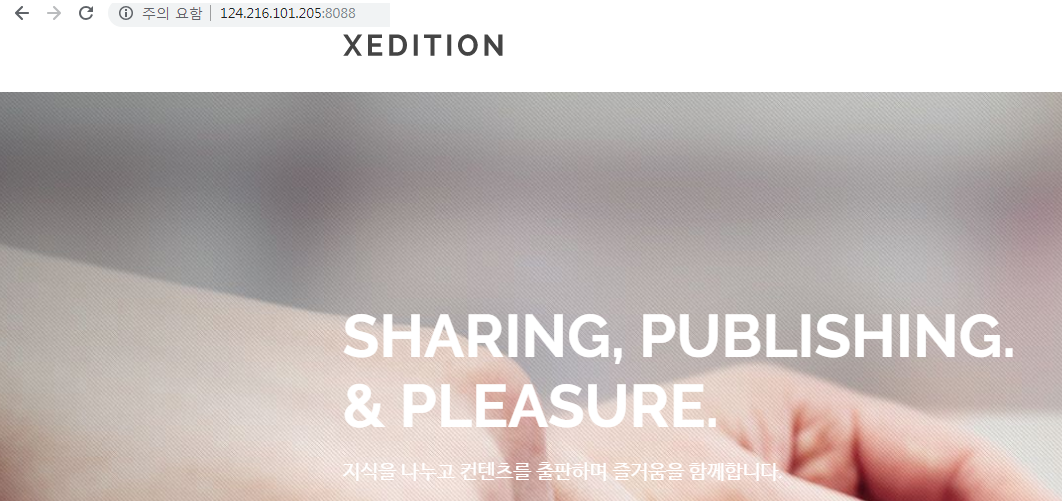 주의 요함 | 124.216.101.205:8088
XEDITION
SHARING, PUBLISHING.
& PLEASURE.
지식을 나누고 컨텐츠를 출판하며 즐거움을 함께합니다.